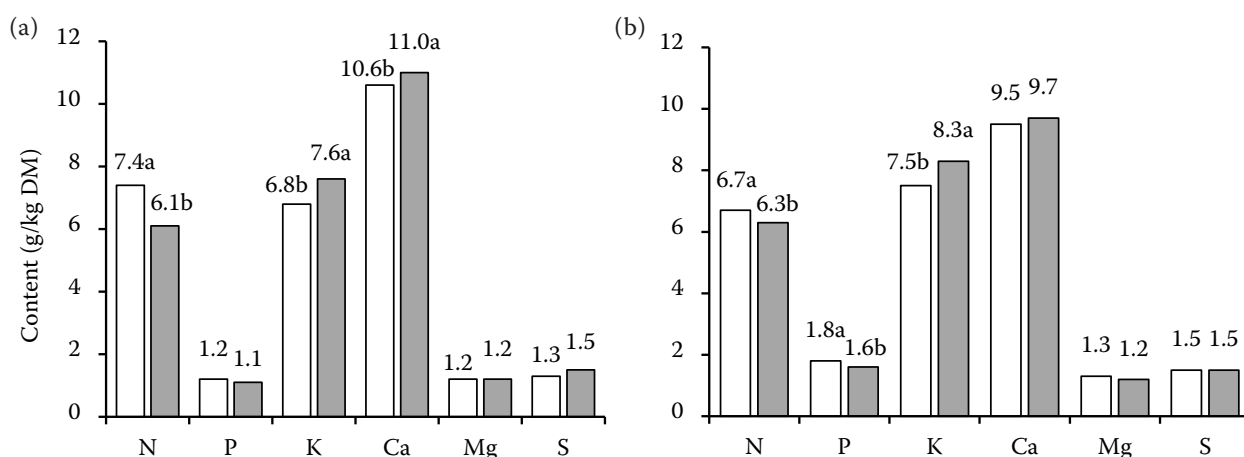 (a)
Content (g/kg DM)
12
10
8
6
4
2
0
7.4a
6.1b
1.2
1.1
6.8b
7.6a
10.6b
11.0a
1.2
1.2
1.3
1.5
N P K Ca Mg S
(b)
12
10
8
6
4
2
0
6.7a
6.3b
1.8a
1.6b
7.5b
8.3a
9.5
9.7
1.3
1.2
1.5
1.5
N P K Ca Mg S